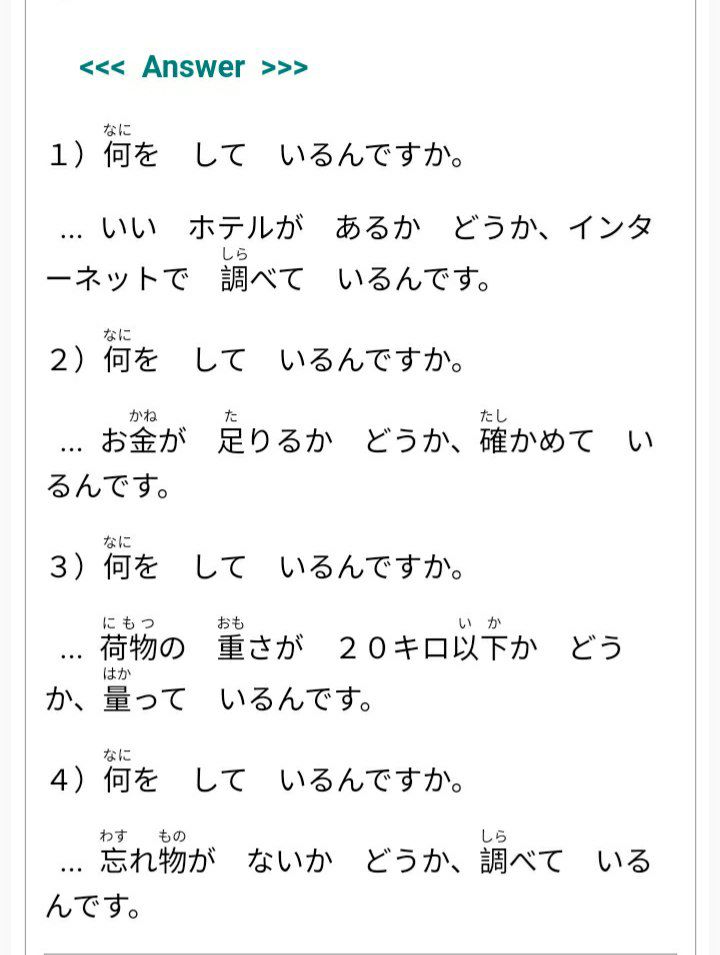 <<< Answer >>>
なに
１）何を　して　いるんですか。
… いい　ホテルが　あるか　どうか、インタ
しら
ーネットで　調べて　いるんです。
なに
２）何を　して　いるんですか。
かね　た　たし
… お金が　足りるか　どうか、確かめて　い
るんです。
なに
３）何を　して　いるんですか。
にもつ　おも　いか
… 荷物の　重さが　２０キロ以下か　どう
はか
か、量って　いるんです。
なに
４）何を　して　いるんですか。
わす　もの　しら
… 忘れ物が　ないか　どうか、調べて　いる
んです。